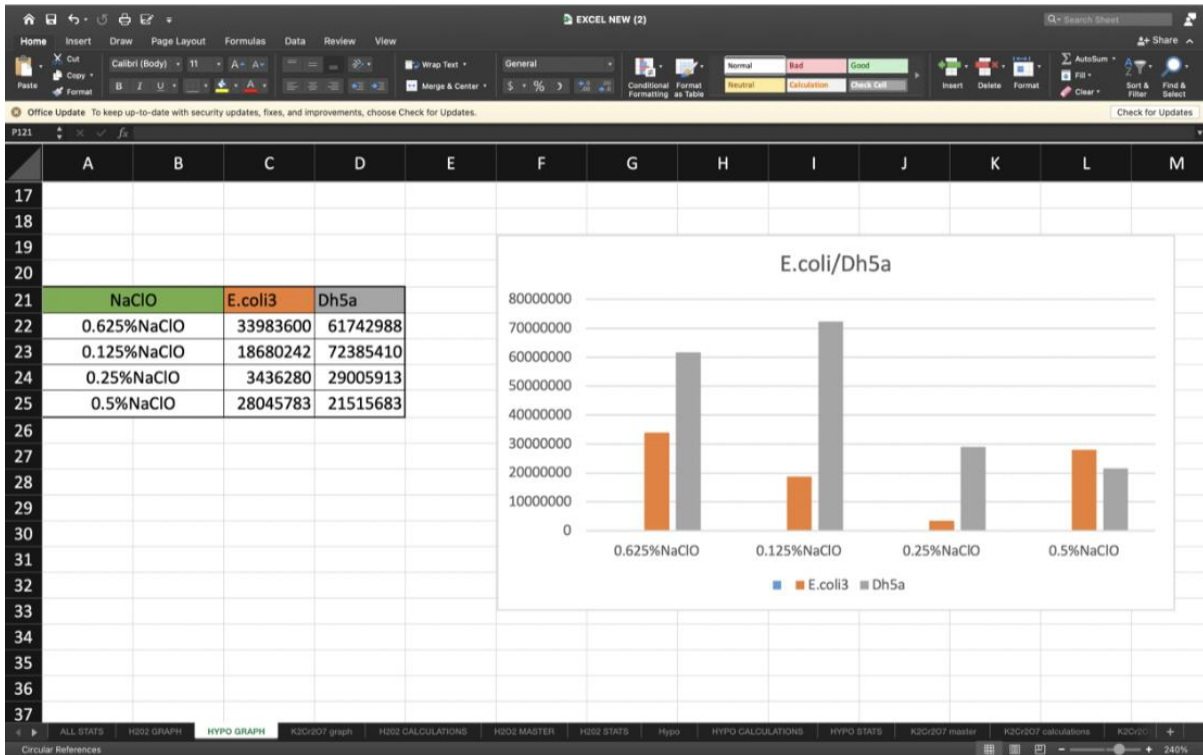 EXCEL NEW (2)
Search Sheet
Home Insert Draw Page Layout Formulas Data Review View
Share
Paste
Cut
Copy
Format
Calibri (Body) 11 A A
B I U A
Wrap Text
Merge & Center
General
$ % )
Conditional Formatting
Format as Table
Normal Bad Good
Neutral Calculation Check Cell
Insert Delete Format
AutoSum
Fill
Clear
Sort & Filter
Find & Select
Office Update To keep up-to-date with security updates, fixes, and improvements, choose Check for Updates.
Check for Updates
P121 fx
A B C D E F G H I J K L M
17
18
19
20
21 NaClO E.coli3 Dh5a
22 0.625%NaClO 33983600 61742988
23 0.125%NaClO 18680242 72385410
24 0.25%NaClO 3436280 29005913
25 0.5%NaClO 28045783 21515683
26
27
28
29
30
31
32
33
34
35
36
37
E.coli/Dh5a
80000000
70000000
60000000
50000000
40000000
30000000
20000000
10000000
0
0.625%NaClO 0.125%NaClO 0.25%NaClO 0.5%NaClO
E.coli3 Dh5a
ALL STATS H202 GRAPH HYPO GRAPH K2Cr2O7 graph H202 CALCULATIONS H202 MASTER H202 STATS Hypo HYPO CALCULATIONS HYPO STATS K2Cr2O7 master K2Cr2O7 calculations K2Cr2O +
Circular References
240%